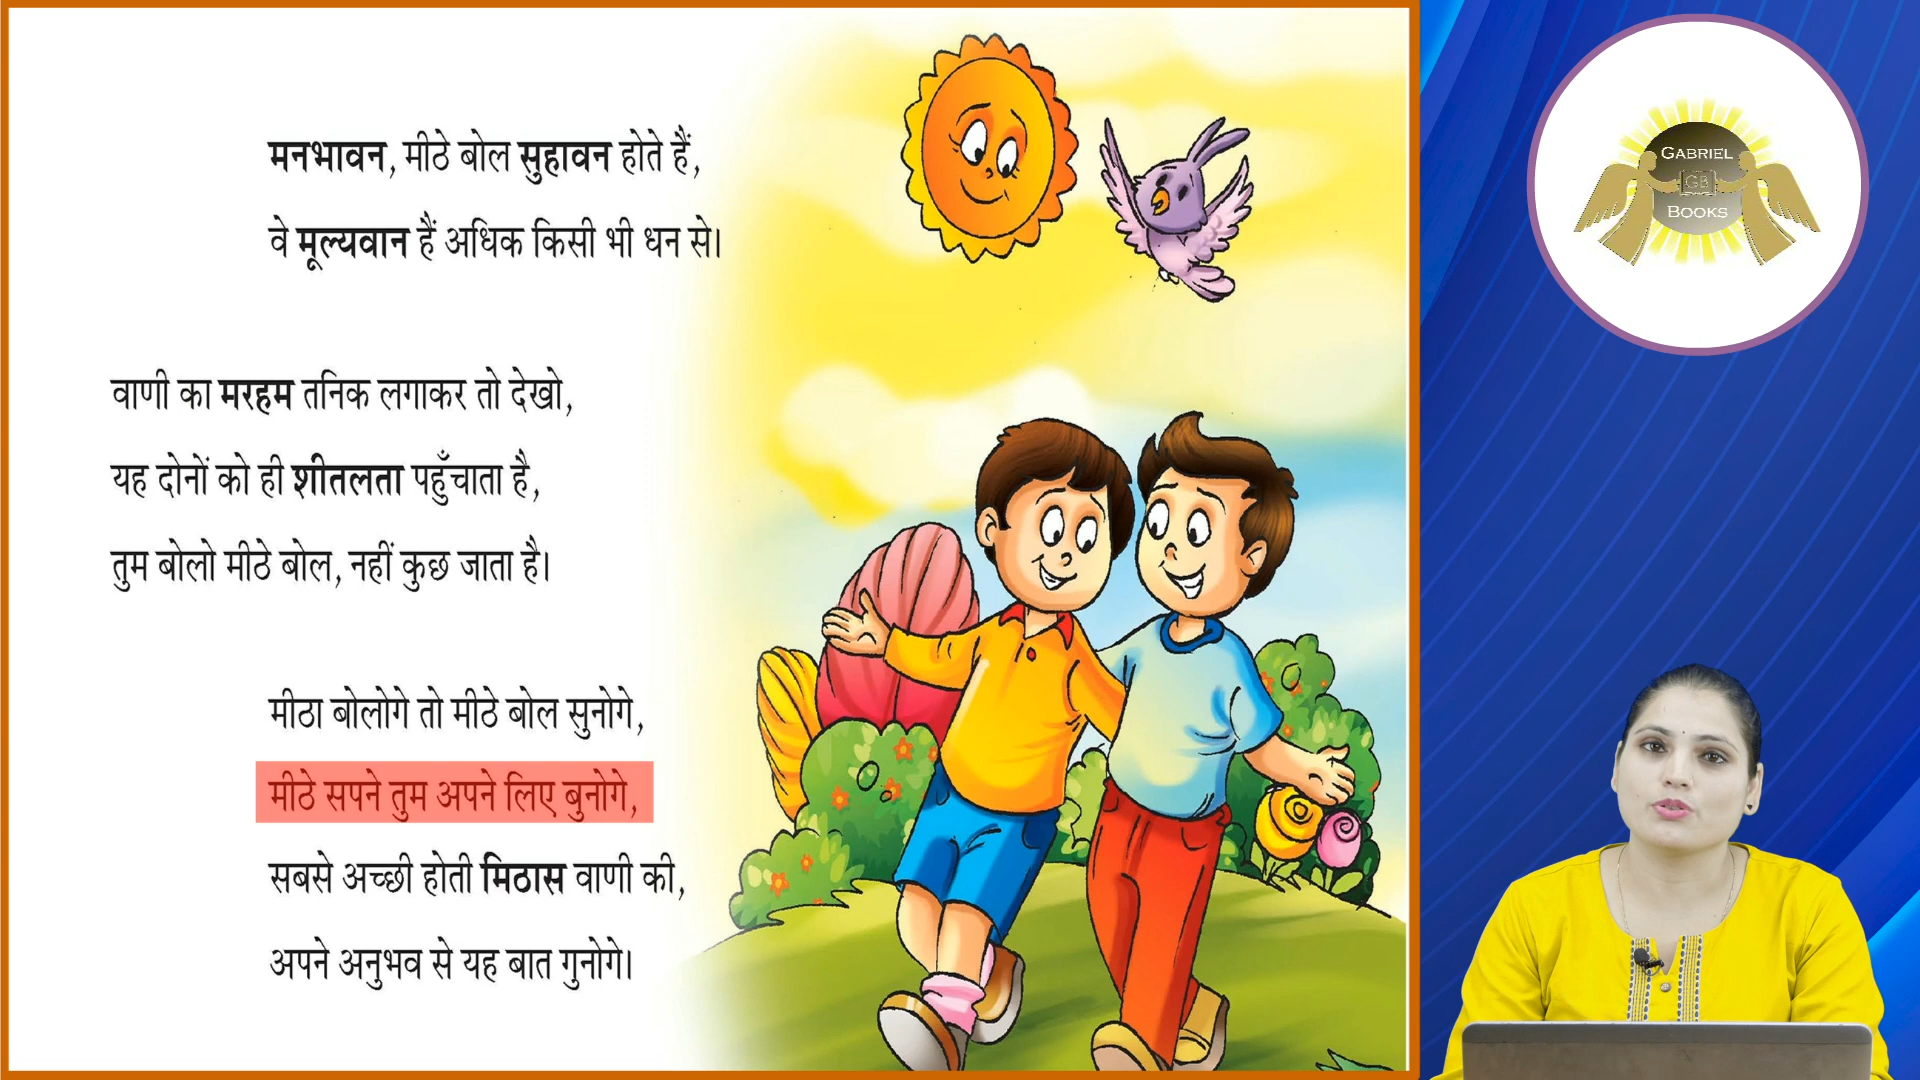 मनभावन, मीठे बोल सुहावन होते हैं,
वे मूल्यवान हैं अधिक किसी भी धन से।
वाणी का मरहम तनिक लगाकर तो देखो,
यह दोनों को ही शीतलता पहुँचाता है,
तुम बोलो मीठे बोल, नहीं कुछ जाता है।
मीठा बोलोगे तो मीठे बोल सुनोगे,
मीठे सपने तुम अपने लिए बुनोगे,
सबसे अच्छी होती मिठास वाणी की,
अपने अनुभव से यह बात गुनोगे।
GABRIEL
GB
BOOKS